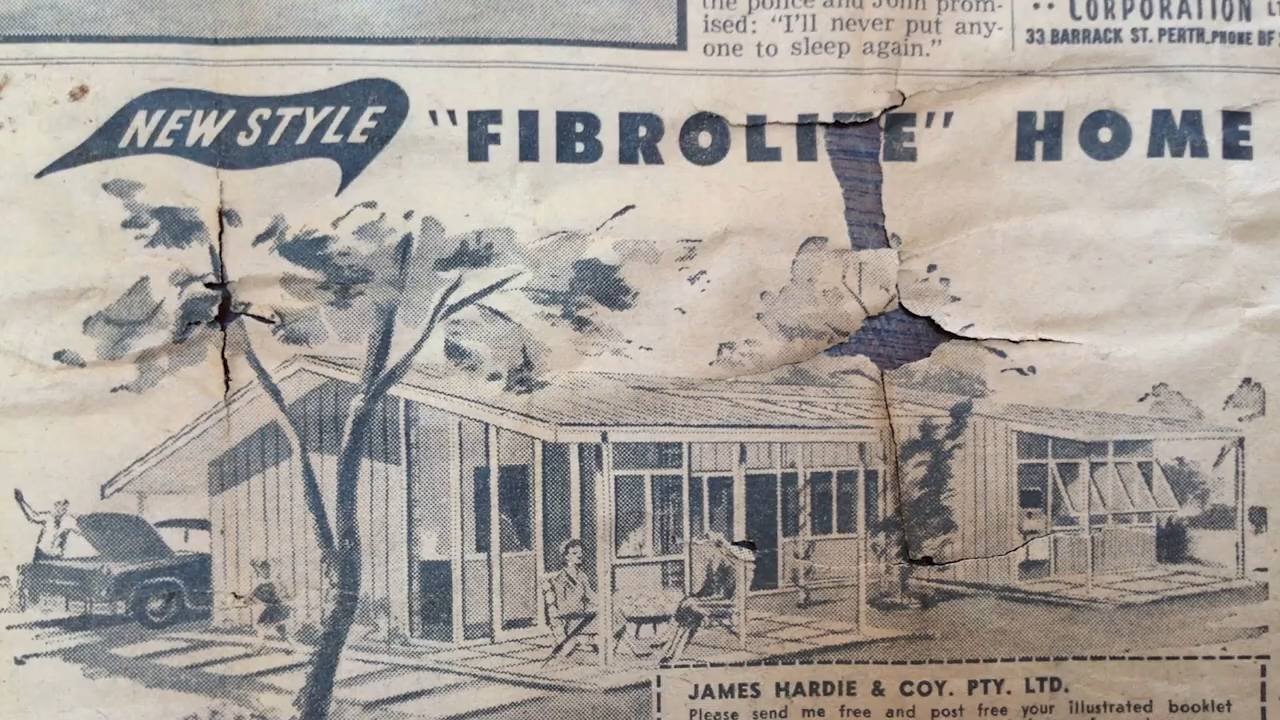 the police and John prom-
ised: "I'll never put any-
one to sleep again."
CORPORATION
33 BARRACK ST. PERTH. PHONE BF
NEW STYLE "FIBROLITE" HOME
JAMES HARDIE & COY. PTY. LTD.
Please send me free and post free your illustrated booklet